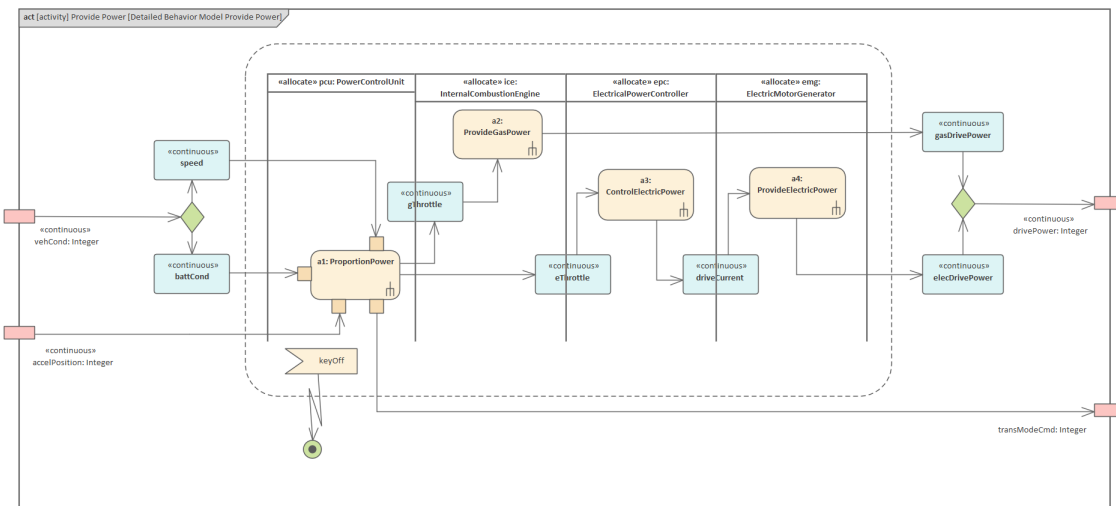 act [activity] Provide Power [Detailed Behavior Model Provide Power]
«allocate» pcu: PowerControlUnit
«allocate» ice:
InternalCombustionEngine
«allocate» epc:
ElectricalPowerController
«allocate» emg:
ElectricMotorGenerator
a2:
ProvideGasPower
«continuous»
gasDrivePower
«continuous»
speed
«continuous»
gThrottle
a3:
ControlElectricPower
a4:
ProvideElectricPower
«continuous»
vehCond: Integer
«continuous»
drivePower: Integer
«continuous»
battCond
a1: ProportionPower
«continuous»
eThrottle
«continuous»
driveCurrent
«continuous»
elecDrivePower
«continuous»
accelPosition: Integer
keyOff
transModeCmd: Integer